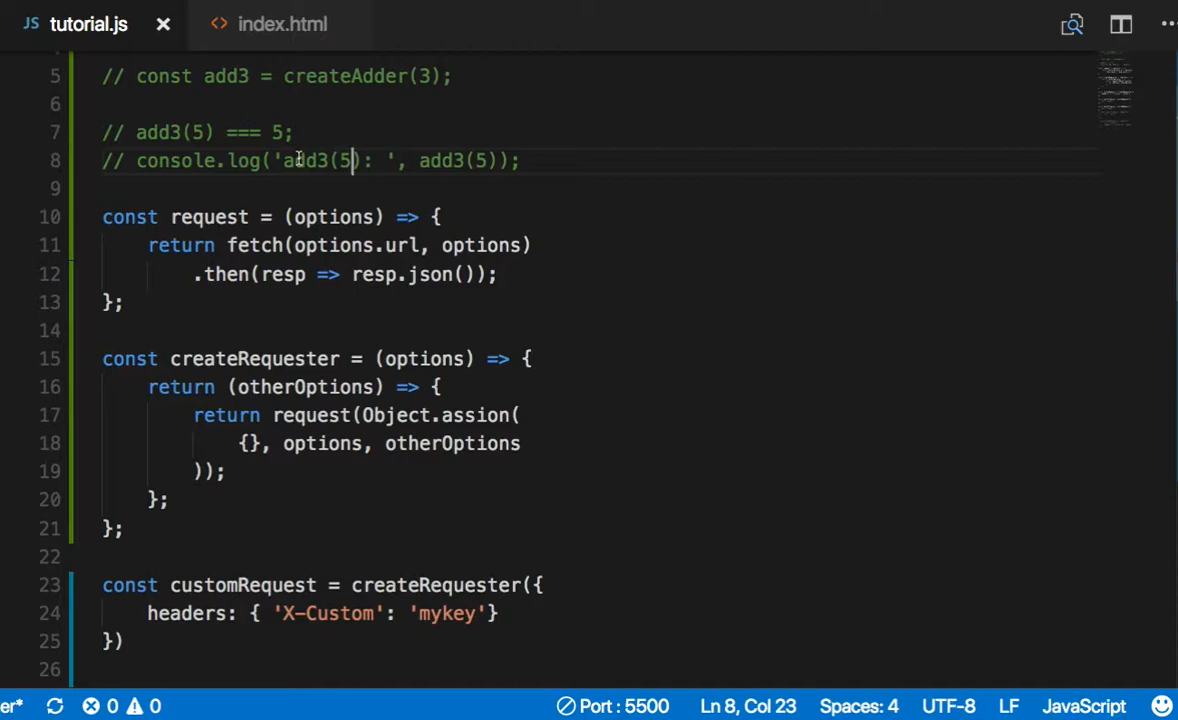 JS tutorial.js × <> index.html
5 // const add3 = createAdder(3);
6
7 // add3(5) === 5;
8 // console.log('add3(5): ', add3(5));
9
10 const request = (options) => {
11 return fetch(options.url, options)
12 .then(resp => resp.json());
13 };
14
15 const createRequester = (options) => {
16 return (otherOptions) => {
17 return request(Object.assion(
18 {}, options, otherOptions
19 ));
20 };
21 };
22
23 const customRequest = createRequester({
24 headers: { 'X-Custom': 'mykey'}
25 })
26
er* 0 0 Port : 5500 Ln 8, Col 23 Spaces: 4 UTF-8 LF JavaScript